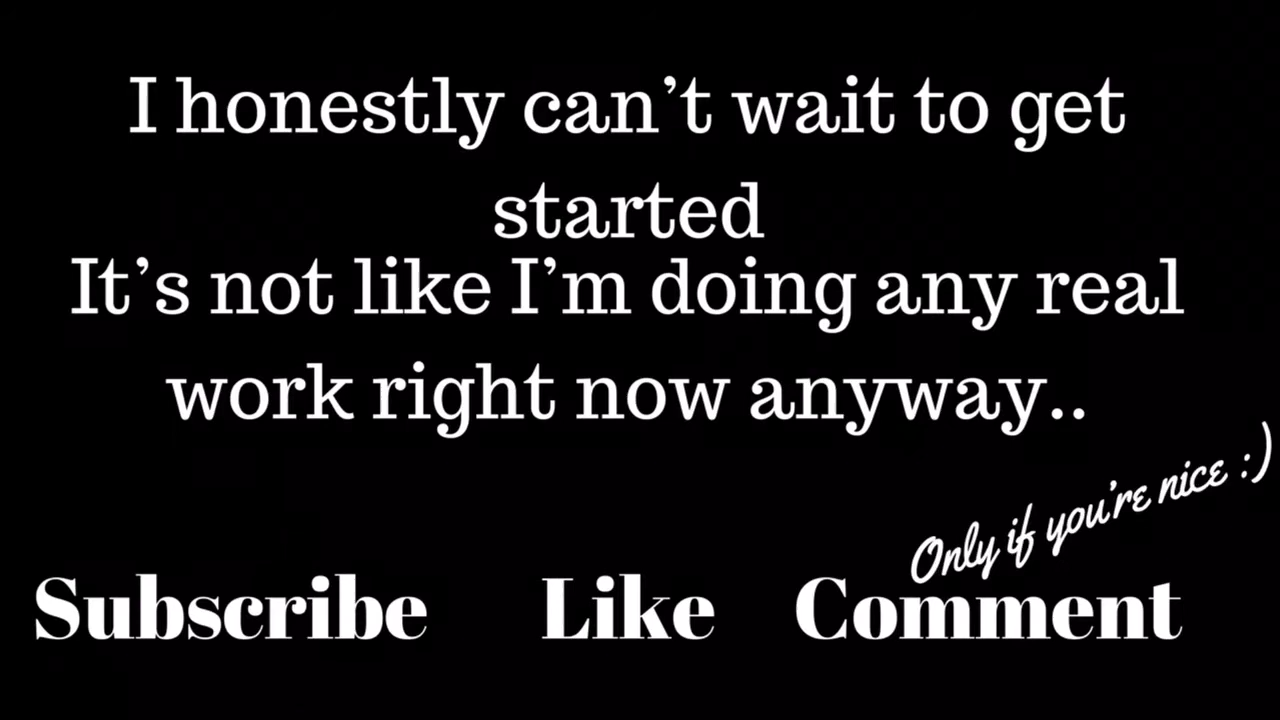 I honestly can’t wait to get
started
It’s not like I’m doing any real
work right now anyway..
Only if you’re nice :)
Subscribe Like Comment